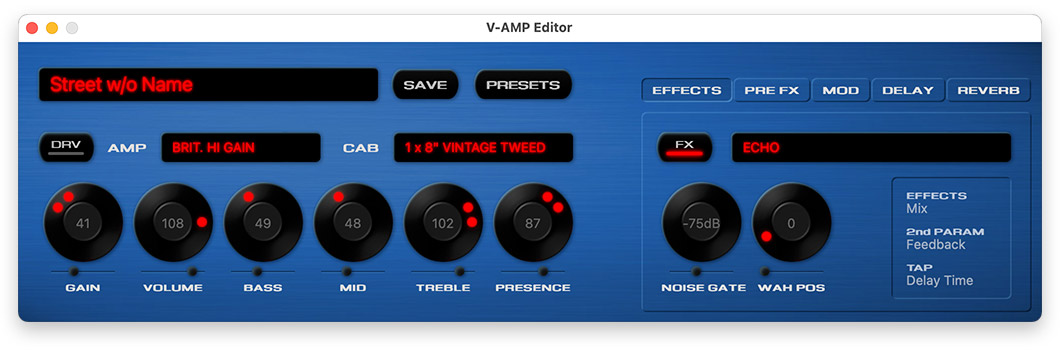 V-AMP Editor
Street w/o Name
SAVE
PRESETS
EFFECTS
PRE FX
MOD
DELAY
REVERB
DRV
AMP
BRIT. HI GAIN
CAB
1 x 8" VINTAGE TWEED
FX
ECHO
41
108
49
48
102
87
-75dB
0
EFFECTS
Mix
2nd PARAM
Feedback
TAP
Delay Time
GAIN
VOLUME
BASS
MID
TREBLE
PRESENCE
NOISE GATE
WAH POS